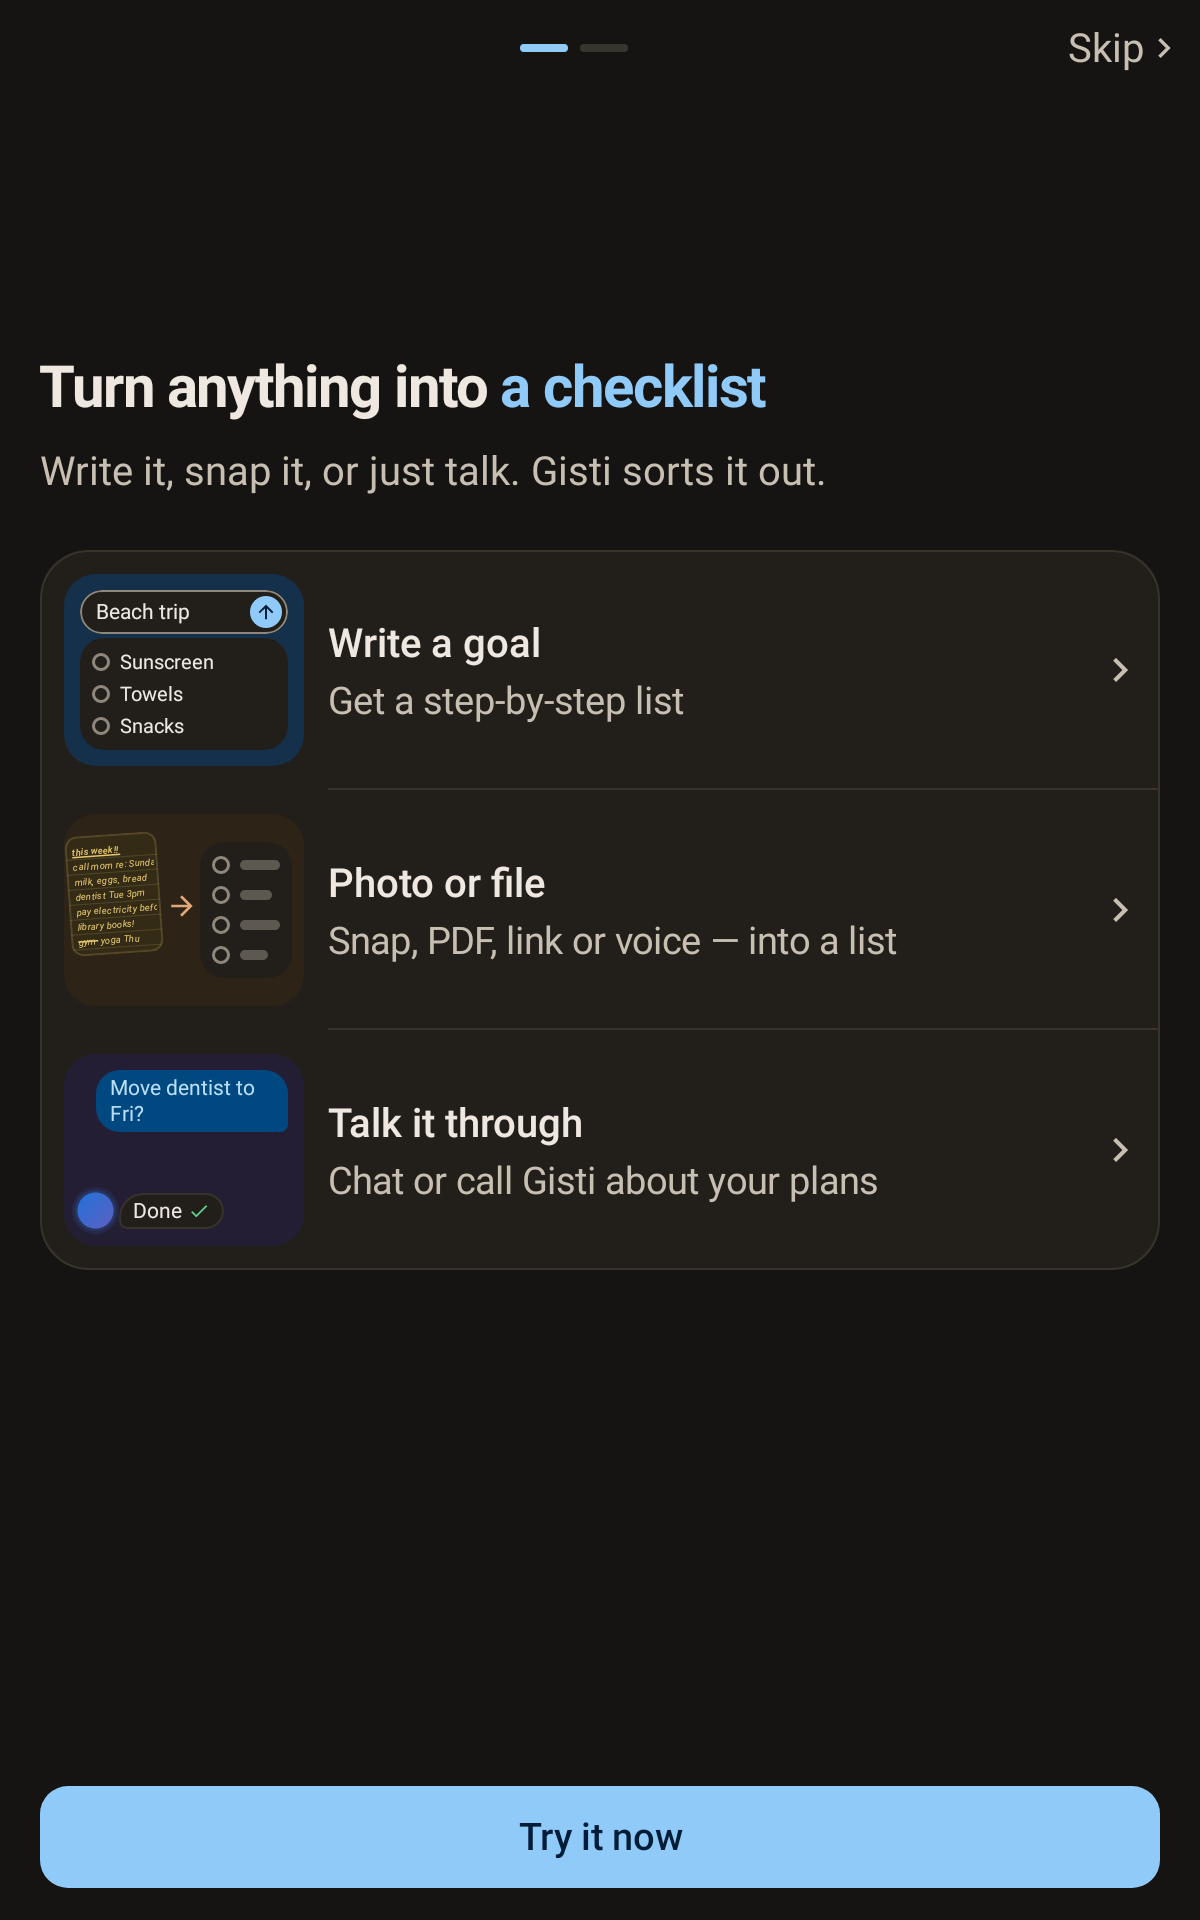 Skip
Turn anything into a checklist
Write it, snap it, or just talk. Gisti sorts it out.
Beach trip
Sunscreen
Towels
Snacks
Write a goal
Get a step-by-step list
this week!!
call mom re: Sunda
milk, eggs, bread
dentist Tue 3pm
pay electricity befo
library books!
gym yoga Thu
Photo or file
Snap, PDF, link or voice — into a list
Move dentist to
Fri?
Done
Talk it through
Chat or call Gisti about your plans
Try it now